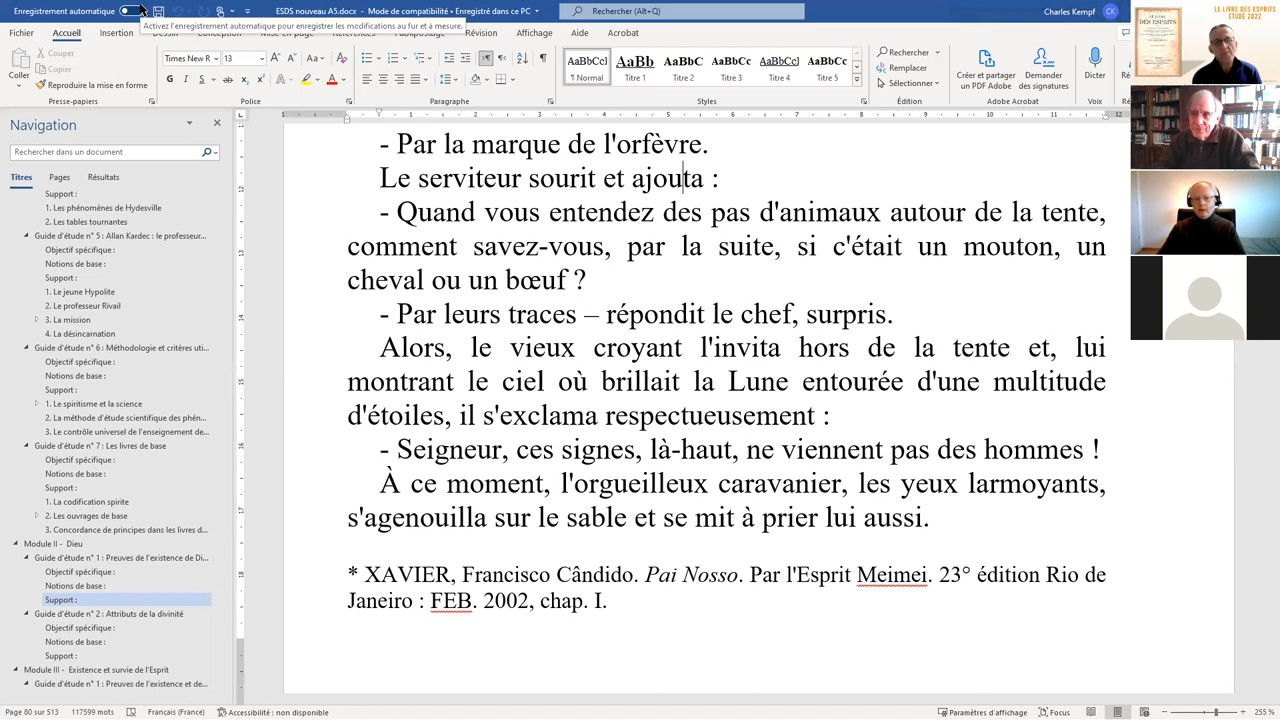 Enregistrement automatique
ESDS nouveau A5.docx - Mode de compatibilité • Enregistré dans ce PC
Rechercher (Alt+Q)
Charles Kempf
CK
Activez l'enregistrement automatique pour enregistrer les modifications au fur et à mesure.
Fichier
Accueil
Insertion
Révision
Affichage
Aide
Acrobat
Coller
Couper
Copier
Reproduire la mise en forme
Presse-papiers
Times New R
13
G I S
Police
Paragraphe
AaBbCcI
¶ Normal
AaBb
Titre 1
AaBbC
Titre 2
AaBbCc
Titre 3
AaBbCcI
Titre 4
AaBbCc
Titre 5
Styles
Rechercher
Remplacer
Sélectionner
Édition
Créer et partager
un PDF Adobe
Demander
des signatures
Adobe Acrobat
Dicter
Voix
LE LIVRE DES ESPRITS
ETUDE 2022
Navigation
Rechercher dans un document
Titres
Pages
Résultats
Support :
1. Les phénomènes de Hydesville
2. Les tables tournantes
Guide d'étude n° 5 : Allan Kardec : le professeur...
Objectif spécifique :
Notions de base :
Support :
1. Le jeune Hypolite
2. Le professeur Rivail
3. La mission
4. La désincarnation
Guide d'étude n° 6 : Méthodologie et critères uti...
Objectif spécifique :
Notions de base :
Support :
1. Le spiritisme et la science
2. La méthode d'étude scientifique des phén...
3. Le contrôle universel de l'enseignement de...
Guide d'étude n° 7 : Les livres de base
Objectif spécifique :
Notions de base :
Support :
1. La codification spirite
2. Les ouvrages de base
3. Concordance de principes dans les livres d...
Module II - Dieu
Guide d'étude n° 1 : Preuves de l'existence de Di...
Objectif spécifique :
Notions de base :
Support :
Guide d'étude n° 2 : Attributs de la divinité
Objectif spécifique :
Notions de base :
Support :
Module III - Existence et survie de l'Esprit
Guide d'étude n° 1 : Preuves de l'existence et de...
- Par la marque de l'orfèvre.
Le serviteur sourit et ajouta :
- Quand vous entendez des pas d'animaux autour de la tente,
comment savez-vous, par la suite, si c'était un mouton, un
cheval ou un bœuf ?
- Par leurs traces – répondit le chef, surpris.
Alors, le vieux croyant l'invita hors de la tente et, lui
montrant le ciel où brillait la Lune entourée d'une multitude
d'étoiles, il s'exclama respectueusement :
- Seigneur, ces signes, là-haut, ne viennent pas des hommes !
À ce moment, l'orgueilleux caravanier, les yeux larmoyants,
s'agenouilla sur le sable et se mit à prier lui aussi.
* XAVIER, Francisco Cândido. Pai Nosso. Par l'Esprit Meimei. 23° édition Rio de
Janeiro : FEB. 2002, chap. I.
Page 80 sur 513
117599 mots
Français (France)
Accessibilité : non disponible
Paramètres d'affichage
Focus
255 %